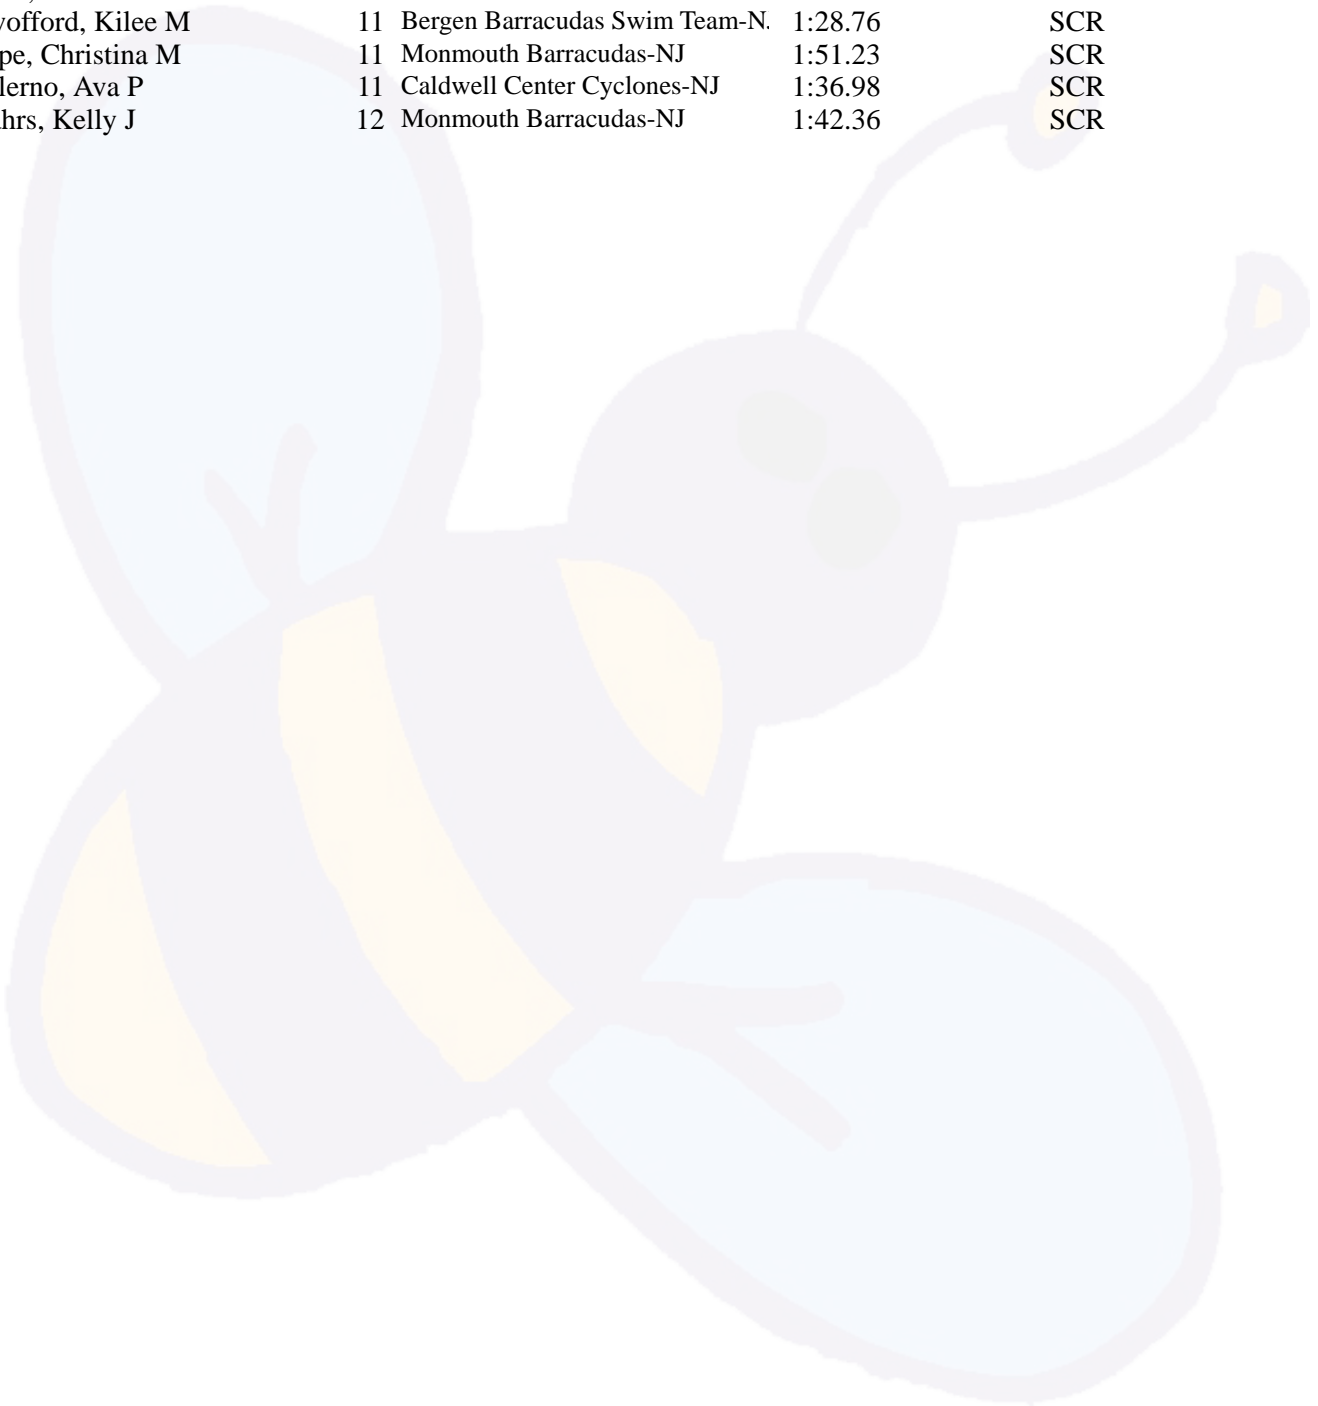 yofford, Kilee M 11 Bergen Barracudas Swim Team-N. 1:28.76 SCR
pe, Christina M 11 Monmouth Barracudas-NJ 1:51.23 SCR
lerno, Ava P 11 Caldwell Center Cyclones-NJ 1:36.98 SCR
hrs, Kelly J 12 Monmouth Barracudas-NJ 1:42.36 SCR